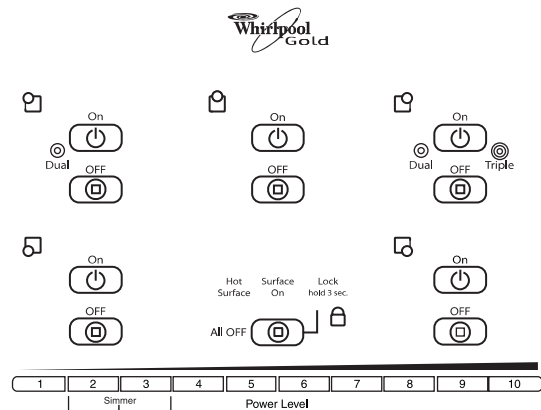 Whirlpool
Gold
On
On
On
Dual
Dual
Triple
OFF
OFF
OFF
On
On
Hot Surface Lock
Surface On hold 3 sec.
OFF
OFF
All OFF
1 2 3 4 5 6 7 8 9 10
Simmer
Power Level